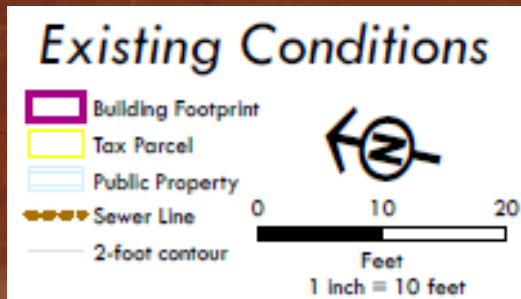 Existing Conditions
Building Footprint
Tax Parcel
Public Property
Sewer Line
2-foot contour
N
0 10 20
Feet
1 inch = 10 feet